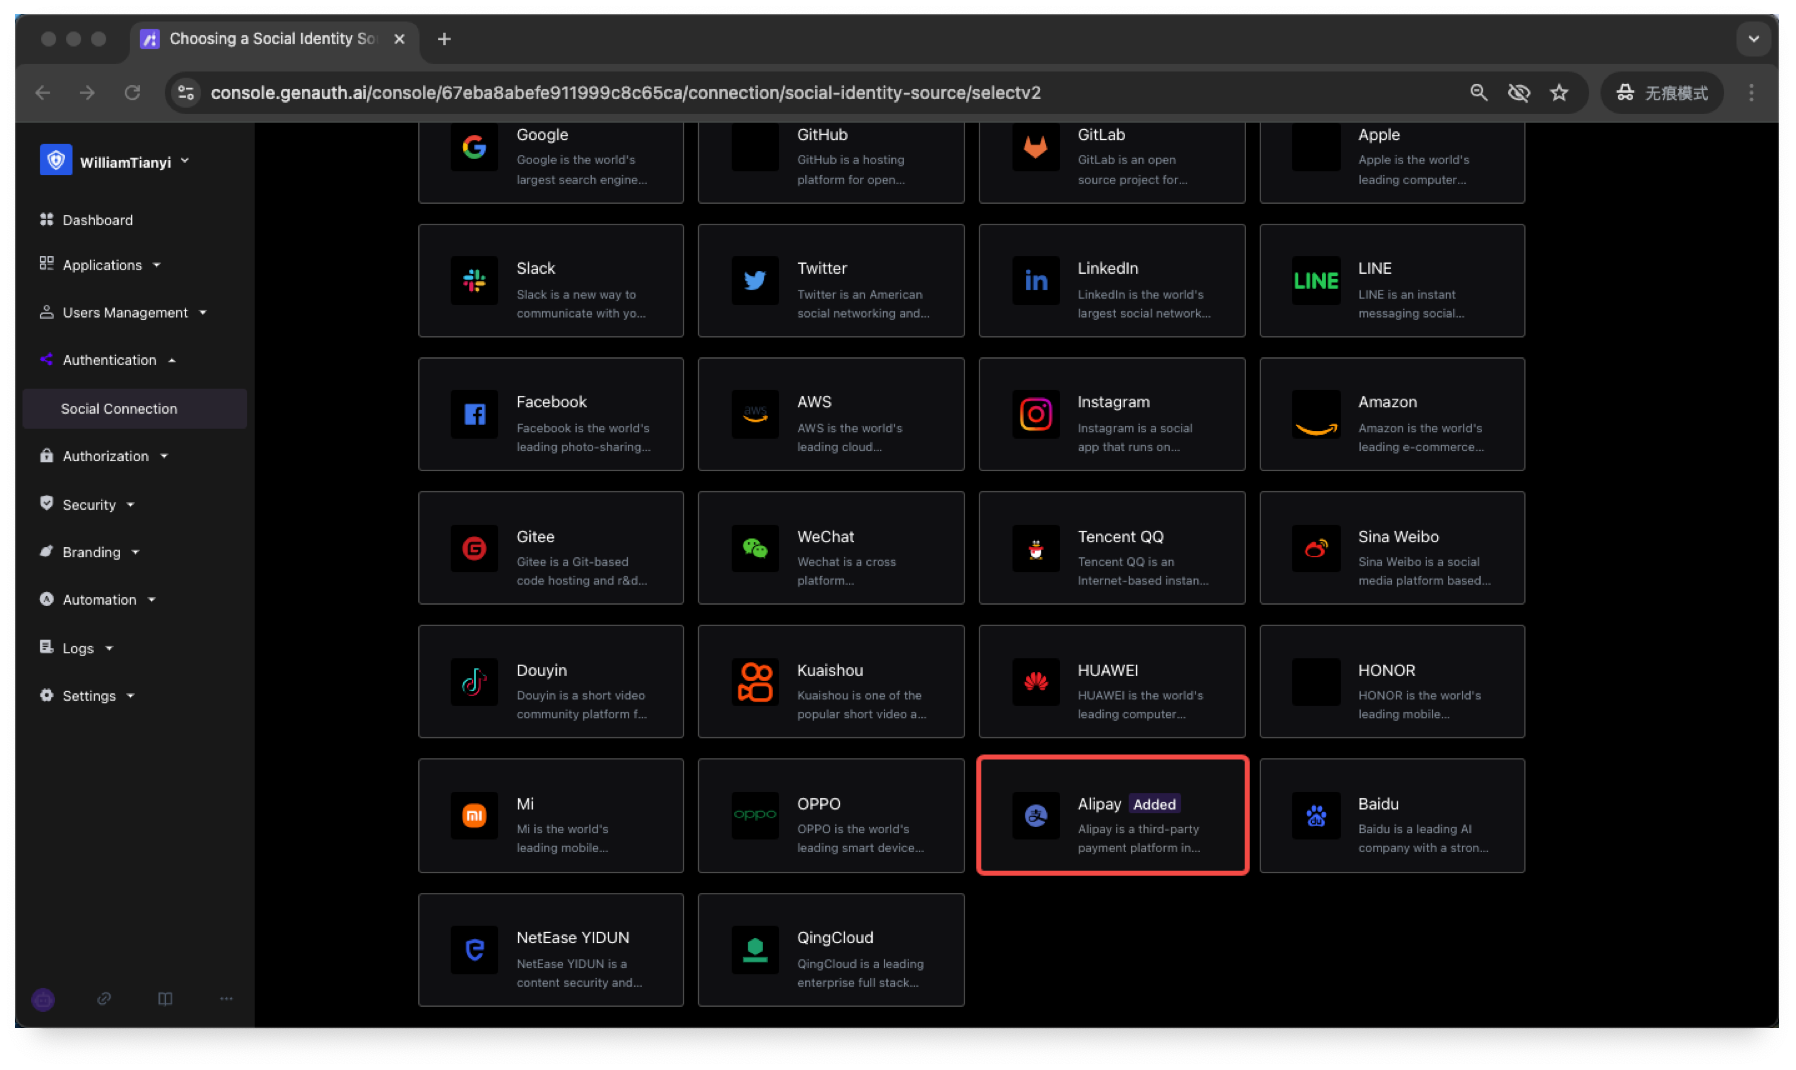 Choosing a Social Identity So
console.genauth.ai/console/67eba8abefe911999c8c65ca/connection/social-identity-source/selectv2
无痕模式
WilliamTianyi
Dashboard
Applications
Users Management
Authentication
Social Connection
Authorization
Security
Branding
Automation
Logs
Settings
Google
Google is the world's
largest search engine...
GitHub
GitHub is a hosting
platform for open...
GitLab
GitLab is an open
source project for...
Apple
Apple is the world's
leading computer...
Slack
Slack is a new way to
communicate with yo...
Twitter
Twitter is an American
social networking and...
in
LinkedIn
LinkedIn is the world's
largest social network...
LINE
LINE
LINE is an instant
messaging social...
Facebook
Facebook is the world's
leading photo-sharing...
aws
AWS
AWS is the world's
leading cloud...
Instagram
Instagram is a social
app that runs on...
Amazon
Amazon is the world's
leading e-commerce...
Gitee
Gitee is a Git-based
code hosting and r&d...
WeChat
Wechat is a cross
platform...
Tencent QQ
Tencent QQ is an
Internet-based instan...
Sina Weibo
Sina Weibo is a social
media platform based...
Douyin
Douyin is a short video
community platform f...
Kuaishou
Kuaishou is one of the
popular short video a...
HUAWEI
HUAWEI is the world's
leading computer...
HONOR
HONOR is the world's
leading mobile...
mi
Mi
Mi is the world's
leading mobile...
oppo
OPPO
OPPO is the world's
leading smart device...
Alipay Added
Alipay is a third-party
payment platform in...
du
Baidu
Baidu is a leading AI
company with a stron...
NetEase YIDUN
NetEase YIDUN is a
content security and...
QingCloud
QingCloud is a leading
enterprise full stack...